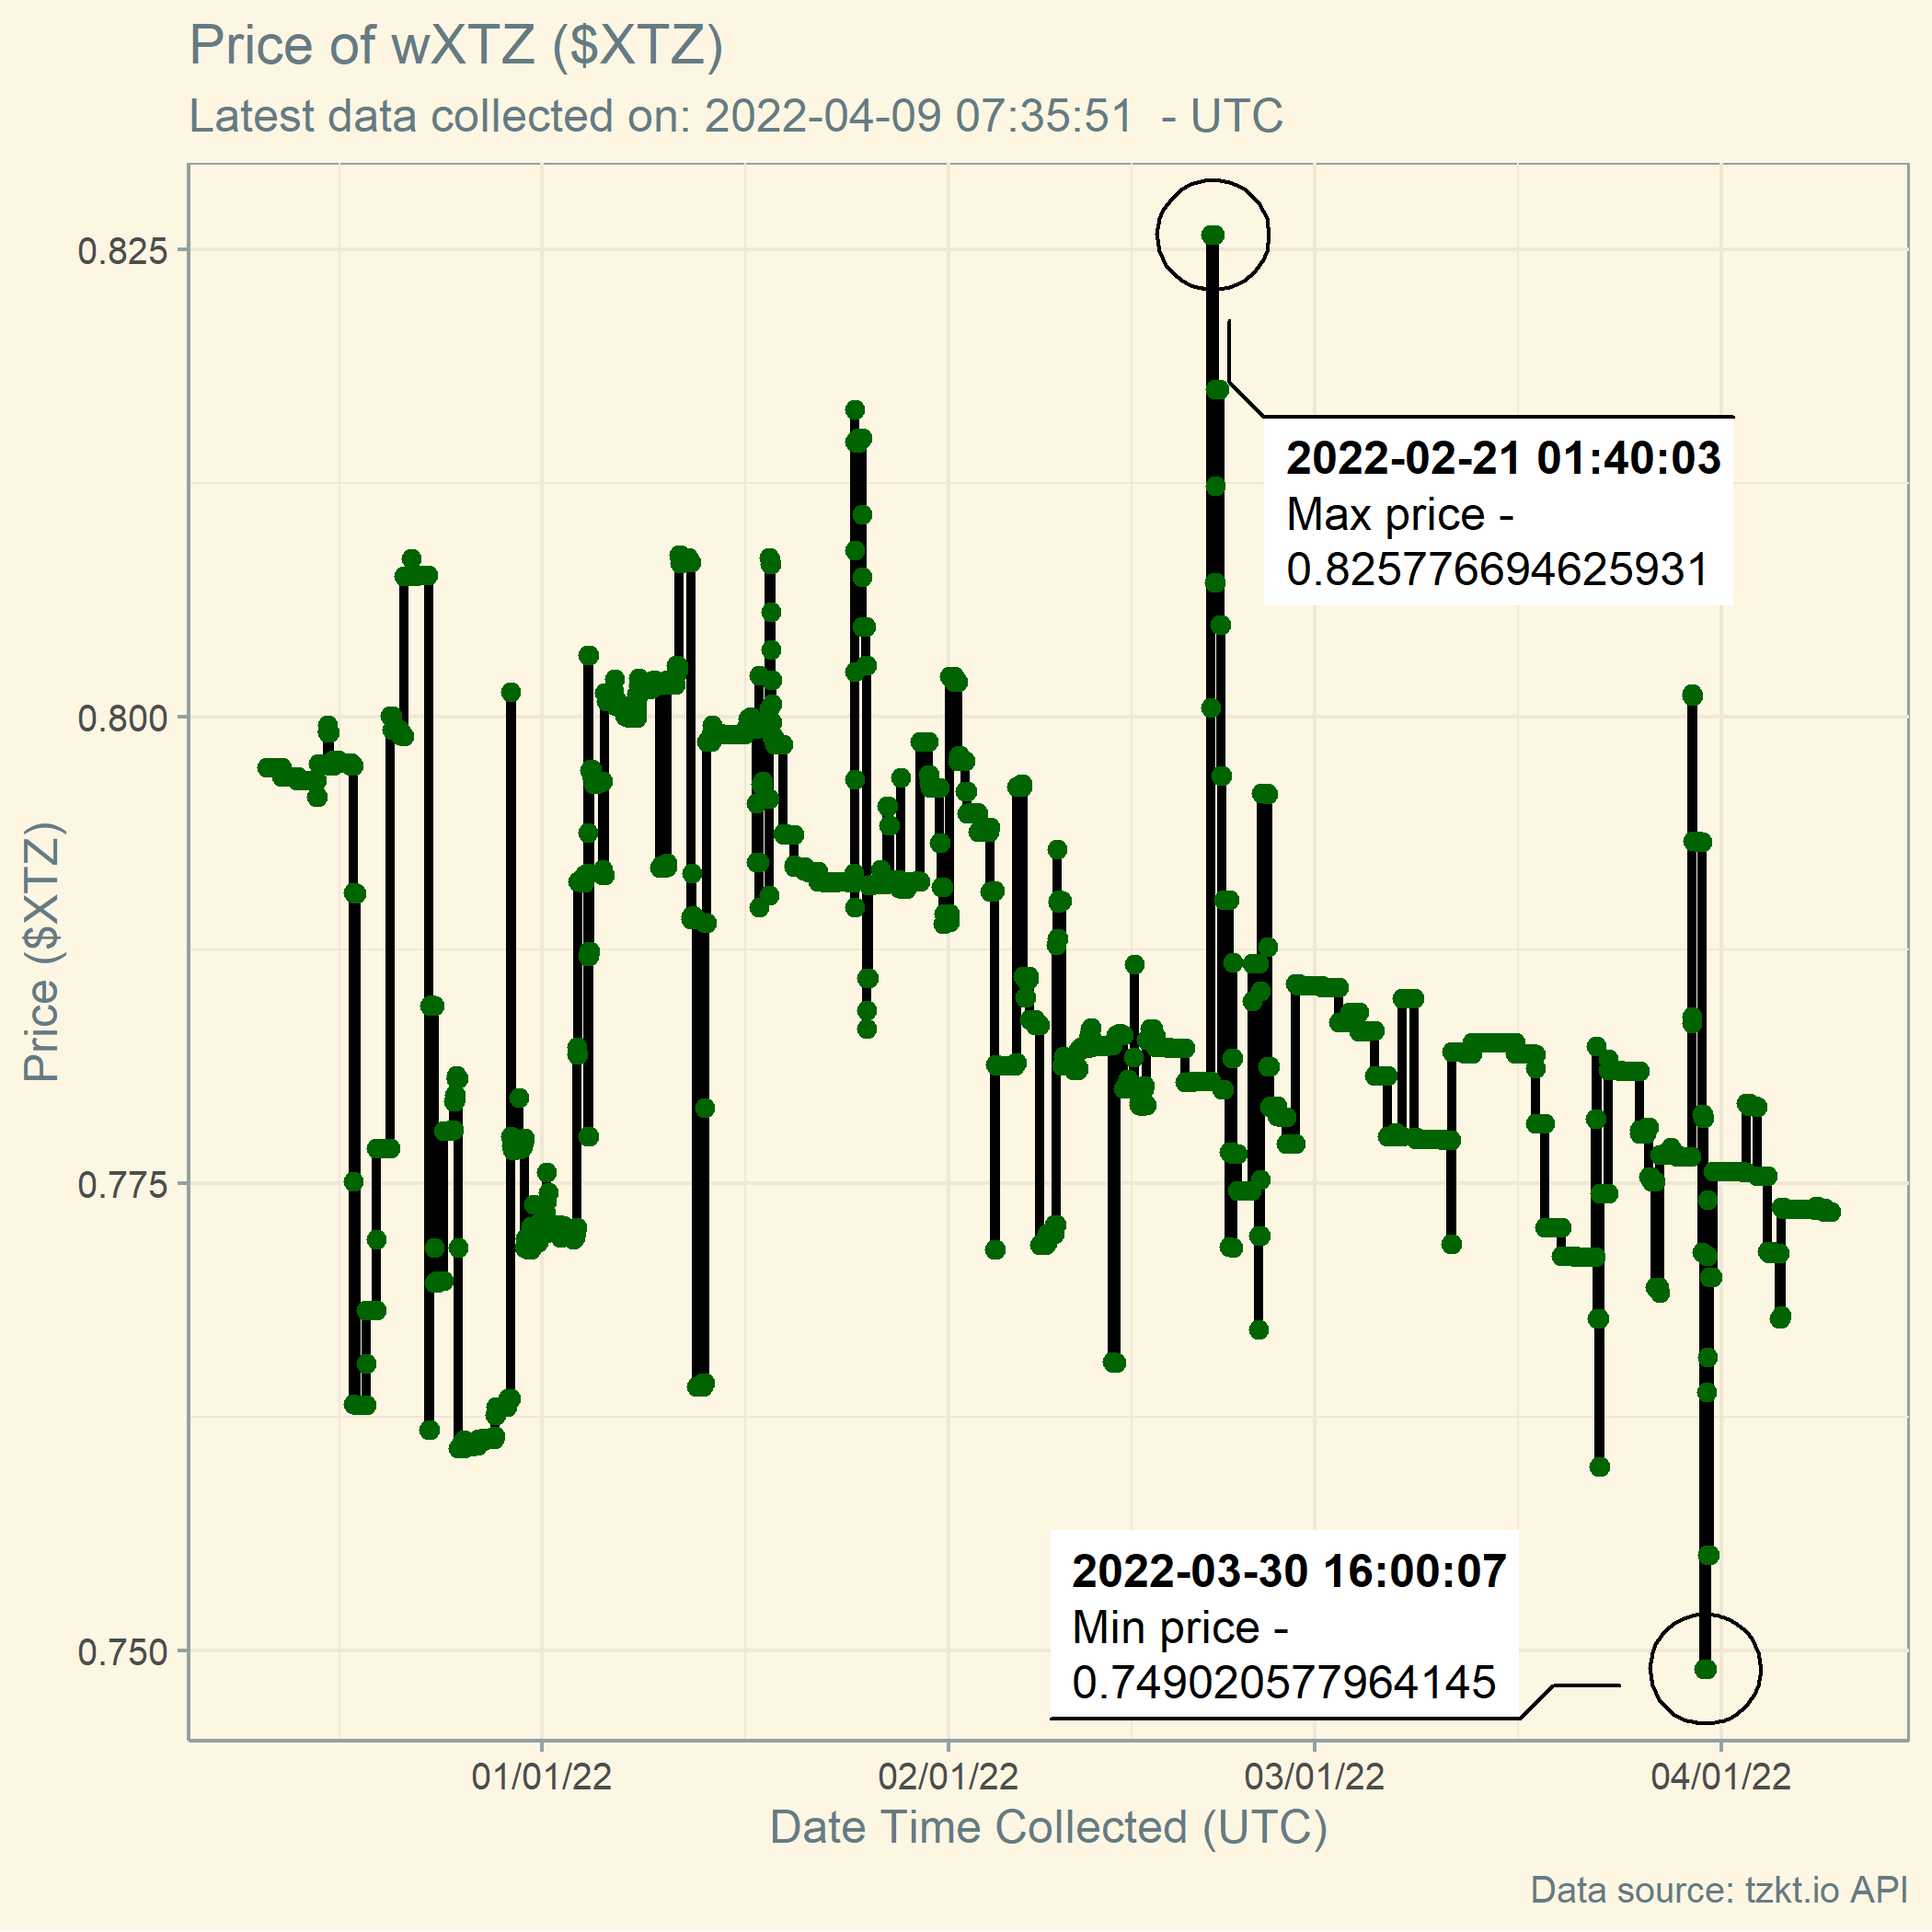 Price of wXTZ ($XTZ)
Latest data collected on: 2022-04-09 07:35:51 - UTC
0.825
0.800
0.775
0.750
Price ($XTZ)
2022-02-21 01:40:03
Max price -
0.825776694625931
2022-03-30 16:00:07
Min price -
0.749020577964145
01/01/22
02/01/22
03/01/22
04/01/22
Date Time Collected (UTC)
Data source: tzkt.io API